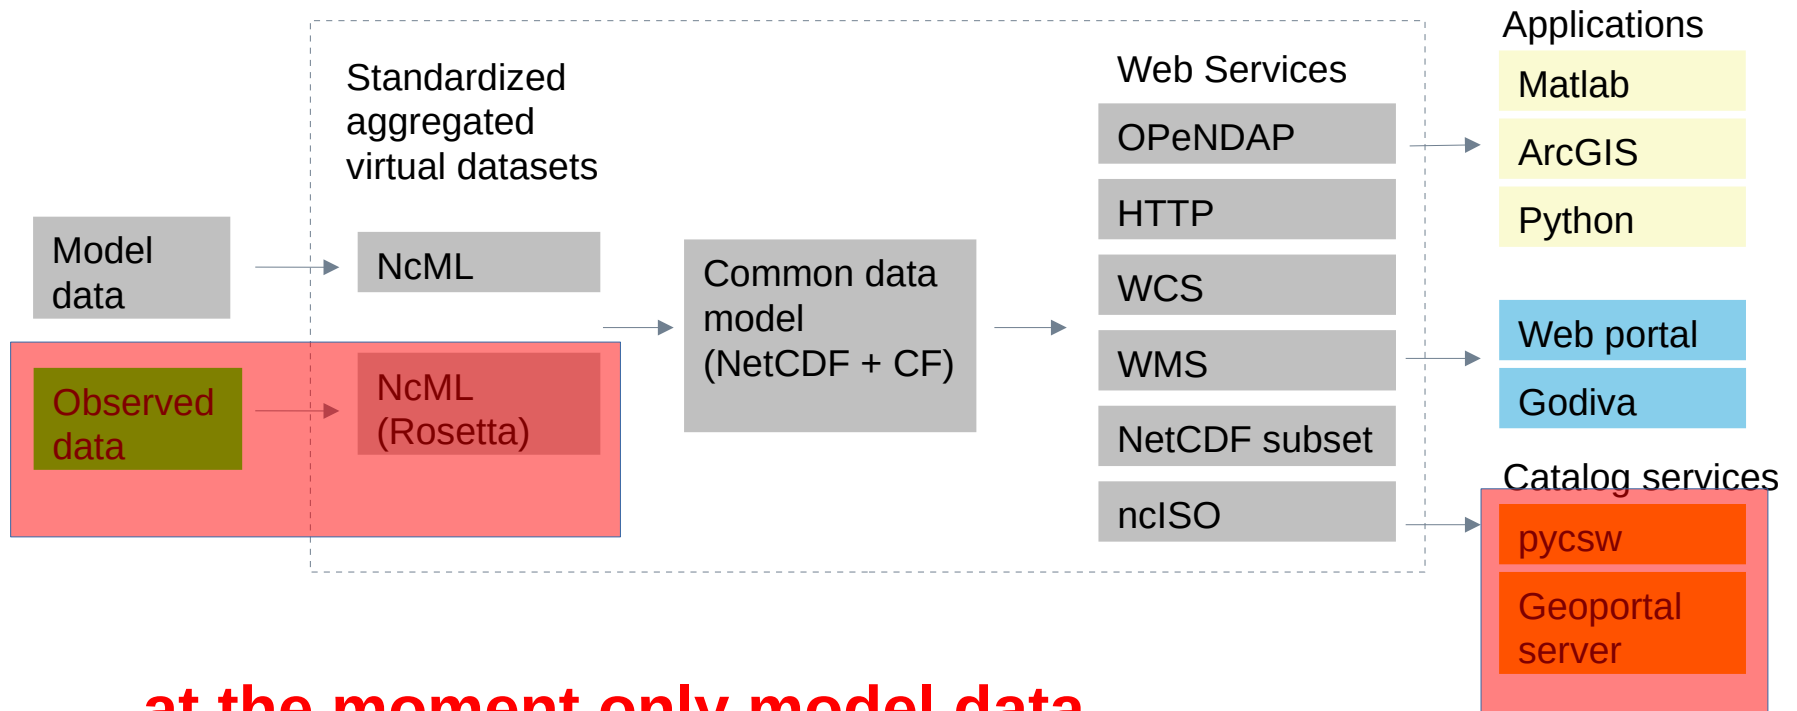 Standardized
aggregated
virtual datasets
Model
data
NcML
Observed
data
NcML
(Rosetta)
Common data
model
(NetCDF + CF)
Web Services
OPeNDAP
HTTP
WCS
WMS
NetCDF subset
ncISO
Applications
Matlab
ArcGIS
Python
Web portal
Godiva
Catalog services
pycsw
Geoportal
server
at the moment only model data